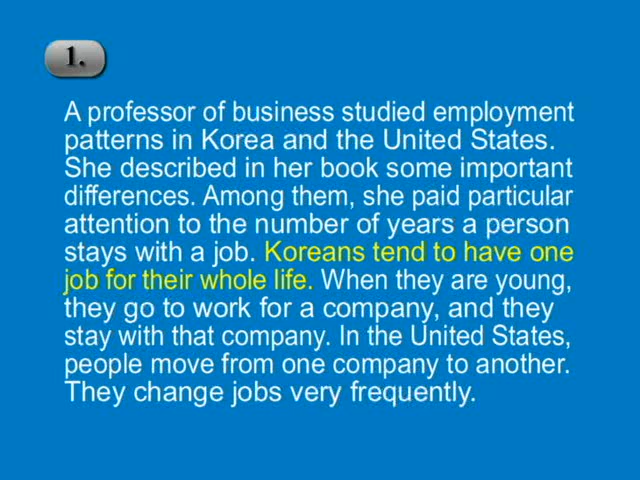 1.
A professor of business studied employment
patterns in Korea and the United States.
She described in her book some important
differences. Among them, she paid particular
attention to the number of years a person
stays with a job. Koreans tend to have one
job for their whole life. When they are young,
they go to work for a company, and they
stay with that company. In the United States,
people move from one company to another.
They change jobs very frequently.